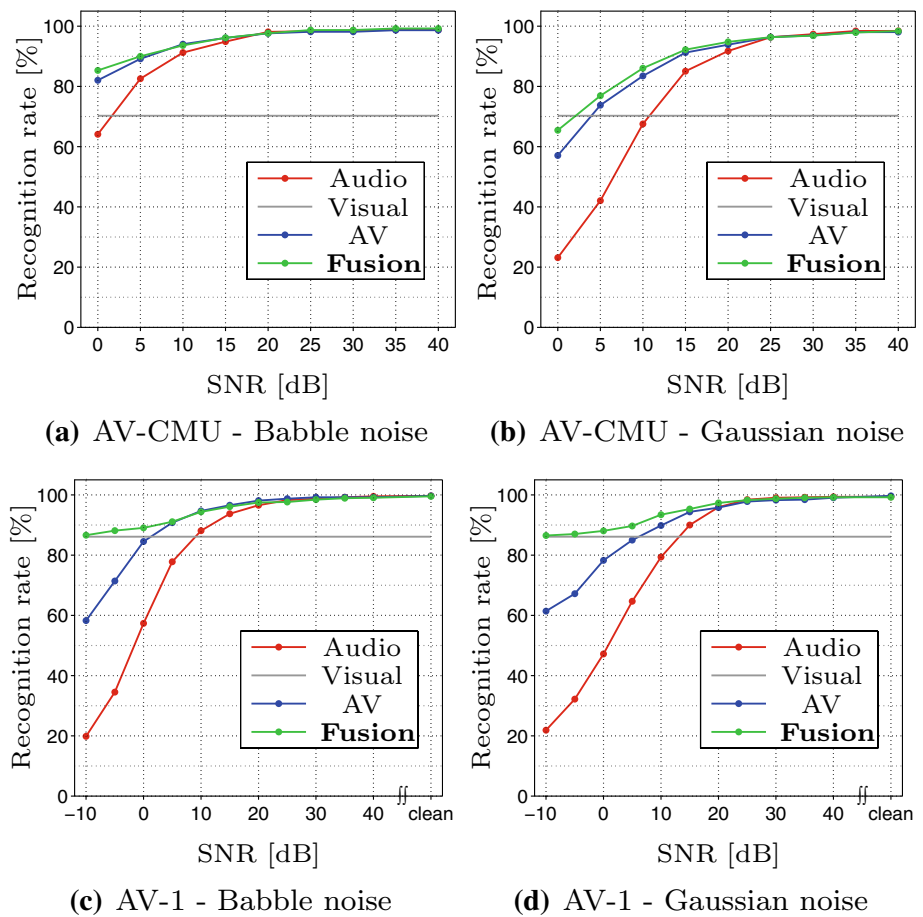 Recognition rate [%]
100
80
60
40
20
0
Audio
Visual
AV
Fusion
0 5 10 15 20 25 30 35 40
SNR [dB]
(a) AV-CMU - Babble noise
Recognition rate [%]
100
80
60
40
20
0
Audio
Visual
AV
Fusion
0 5 10 15 20 25 30 35 40
SNR [dB]
(b) AV-CMU - Gaussian noise
Recognition rate [%]
100
80
60
40
20
0
Audio
Visual
AV
Fusion
−10 0 10 20 30 40 clean
SNR [dB]
(c) AV-1 - Babble noise
Recognition rate [%]
100
80
60
40
20
0
Audio
Visual
AV
Fusion
−10 0 10 20 30 40 clean
SNR [dB]
(d) AV-1 - Gaussian noise